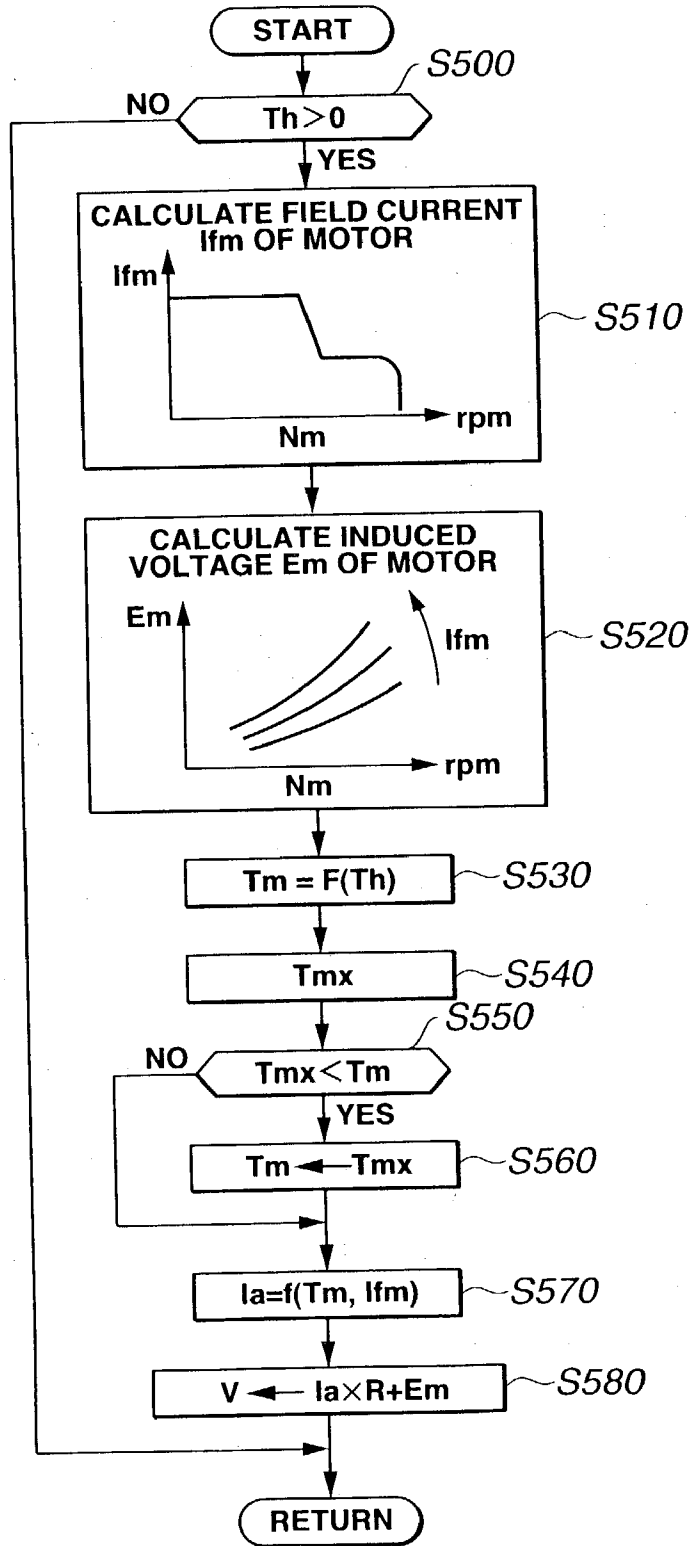 START
S500
NO
Th>0
YES
CALCULATE FIELD CURRENT
Ifm OF MOTOR
Ifm
S510
rpm
Nm
CALCULATE INDUCED
VOLTAGE Em OF MOTOR
Em
Ifm
S520
rpm
Nm
Tm = F(Th)
S530
Tmx
S540
S550
NO
Tmx<Tm
YES
Tm ← Tmx
S560
Ia=f(Tm, Ifm)
S570
V ← Ia×R+Em
S580
RETURN